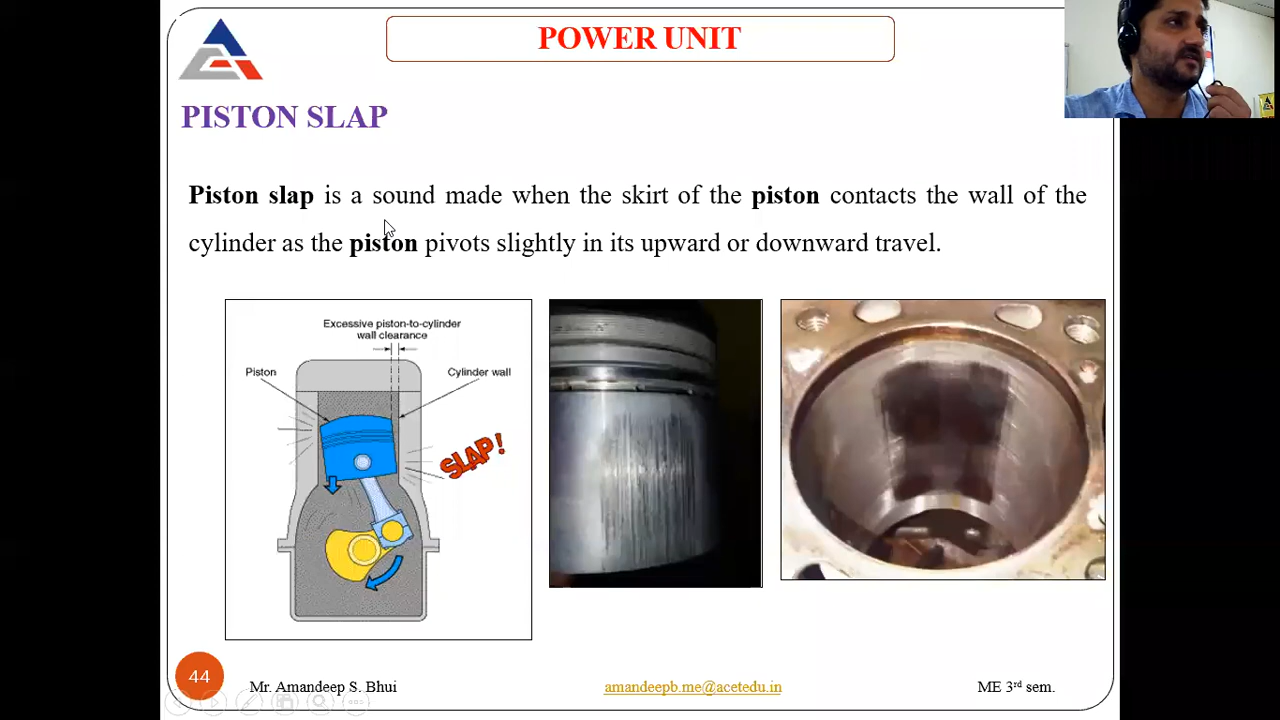 POWER UNIT
PISTON SLAP
Piston slap is a sound made when the skirt of the piston contacts the wall of the
cylinder as the piston pivots slightly in its upward or downward travel.
Excessive piston-to-cylinder
wall clearance
Piston
Cylinder wall
SLAP!
44
Mr. Amandeep S. Bhui
amandeepb.me@acetedu.in
ME 3rd sem.